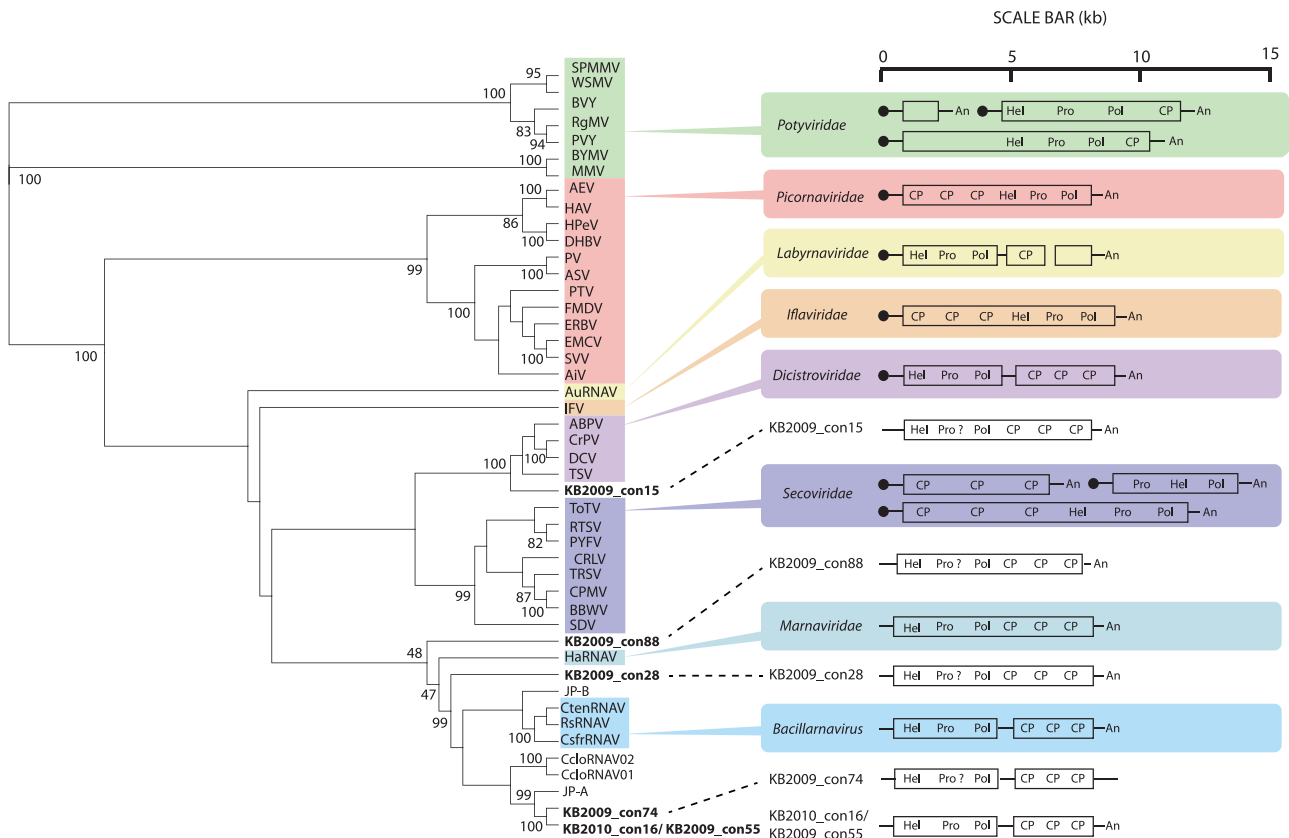 SCALE BAR (kb)
0 5 10 15
SPMMV
WSMV
BVY
RgMV
PVY
BYMV
MMV
AEV
HAV
HPeV
DHBV
PV
ASV
PTV
FMDV
ERBV
EMCV
SVV
AiV
AuRNAV
IFV
ABPV
CrPV
DCV
TSV
KB2009_con15
ToTV
RTSV
PYFV
CRLV
TRSV
CPMV
BBWV
SDV
KB2009_con88
HaRNAV
KB2009_con28
JP-B
CtenRNAV
RsRNAV
CsfrRNAV
CcloRNAV02
CcloRNAV01
JP-A
KB2009_con74
KB2010_con16/ KB2009_con55
95
100
83
94
100
100
100
86
100
99
100
100
100
100
100
100
82
87
99
100
48
47
99
100
100
99
100
Potyviridae
An Hel Pro Pol CP An
Hel Pro Pol CP An
Picornaviridae
CP CP CP Hel Pro Pol An
Labyrnaviridae
Hel Pro Pol CP An
Iflaviridae
CP CP CP Hel Pro Pol An
Dicistroviridae
Hel Pro Pol CP CP CP An
KB2009_con15
Hel Pro ? Pol CP CP CP An
Secoviridae
CP CP CP An Pro Hel Pol An
CP CP CP Hel Pro Pol An
KB2009_con88
Hel Pro ? Pol CP CP CP An
Marnaviridae
Hel Pro Pol CP CP CP An
KB2009_con28
Hel Pro ? Pol CP CP CP An
Bacillarnavirus
Hel Pro Pol CP CP CP An
KB2009_con74
Hel Pro ? Pol CP CP CP
KB2010_con16/
KB2009_con55
Hel Pro Pol CP CP CP An